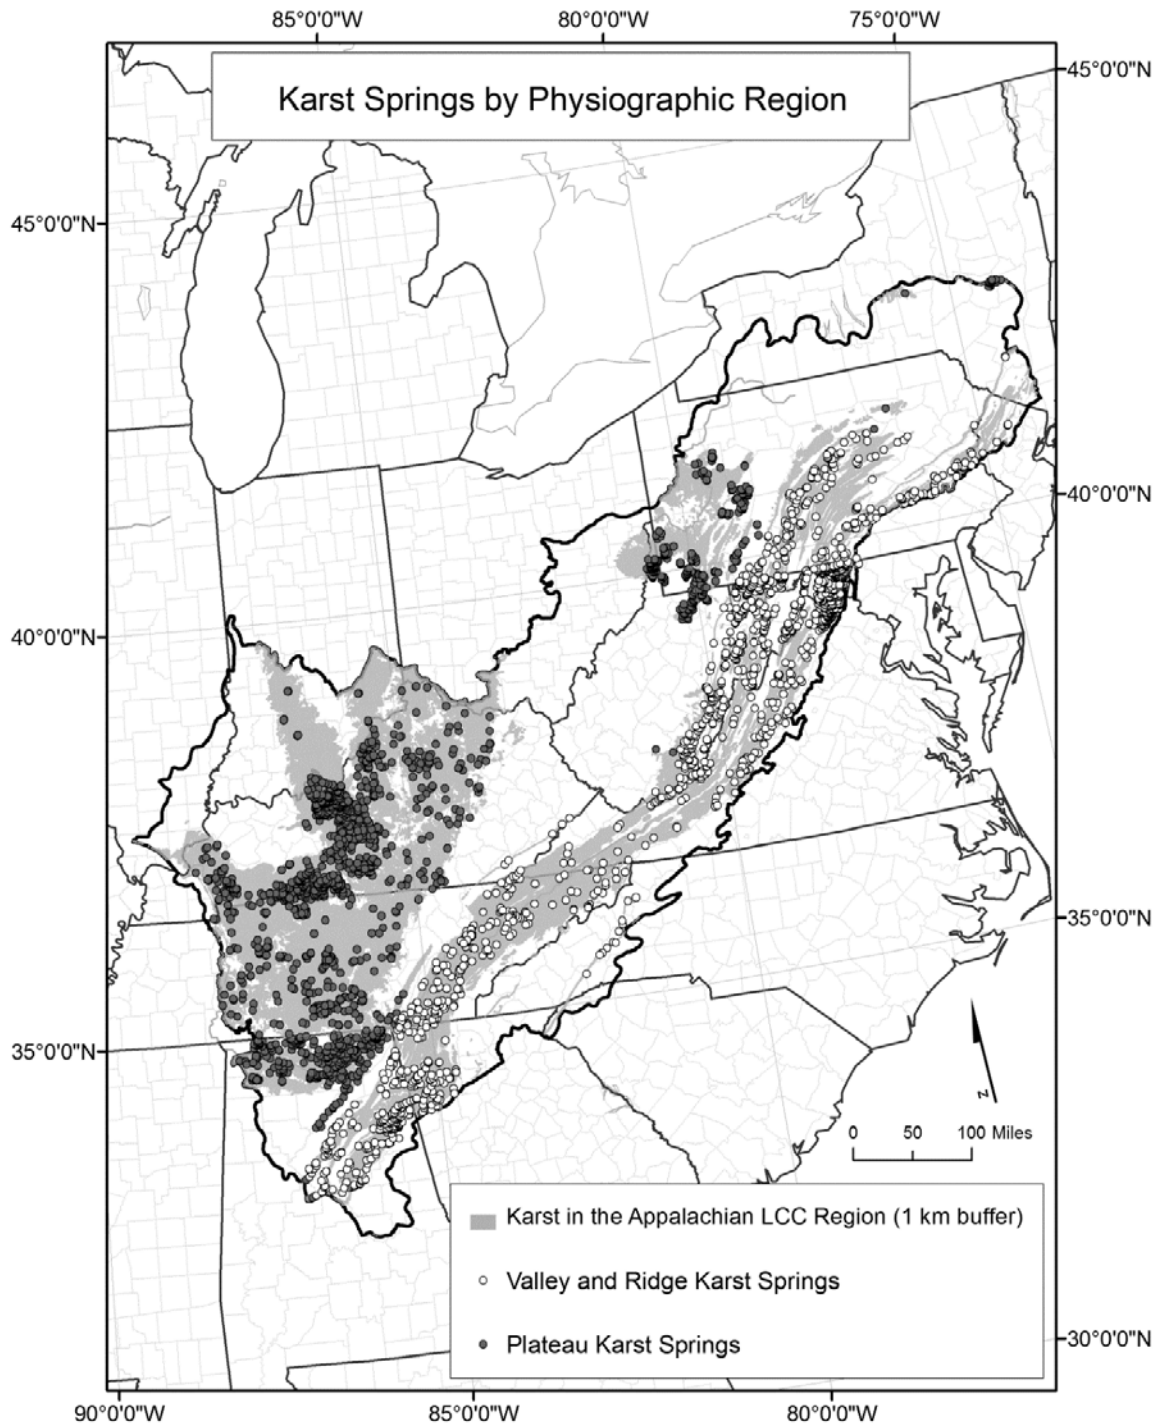 85°0'0"W
80°0'0"W
75°0'0"W
Karst Springs by Physiographic Region
45°0'0"N
45°0'0"N
40°0'0"N
40°0'0"N
35°0'0"N
35°0'0"N
N
0 50 100 Miles
Karst in the Appalachian LCC Region (1 km buffer)
Valley and Ridge Karst Springs
Plateau Karst Springs
30°0'0"N
90°0'0"W
85°0'0"W
80°0'0"W